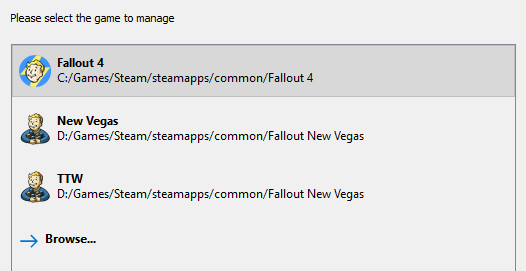 Please select the game to manage
Fallout 4
C:/Games/Steam/steamapps/common/Fallout 4
New Vegas
D:/Games/Steam/steamapps/common/Fallout New Vegas
TTW
D:/Games/Steam/steamapps/common/Fallout New Vegas
Browse...